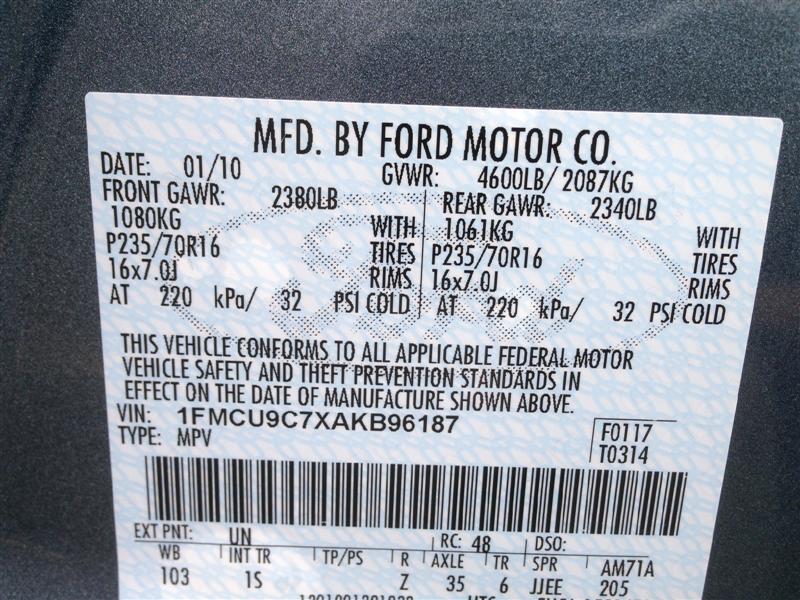 MFD. BY FORD MOTOR CO.
DATE: 01/10 GVWR: 4600LB/ 2087KG
FRONT GAWR: 2380LB REAR GAWR: 2340LB
1080KG WITH 1061KG WITH
P235/70R16 TIRES P235/70R16 TIRES
16x7.0J RIMS 16x7.0J RIMS
AT 220 kPa/ 32 PSI COLD AT 220 kPa/ 32 PSI COLD
THIS VEHICLE CONFORMS TO ALL APPLICABLE FEDERAL MOTOR
VEHICLE SAFETY AND THEFT PREVENTION STANDARDS IN
EFFECT ON THE DATE OF MANUFACTURE SHOWN ABOVE.
VIN: 1FMCU9C7XAKB96187 F0117
TYPE: MPV T0314
EXT PNT: UN RC: 48 DSO:
WB INT TR TP/PS R AXLE TR SPR AM71A
103 1S Z 35 6 JJEE 205